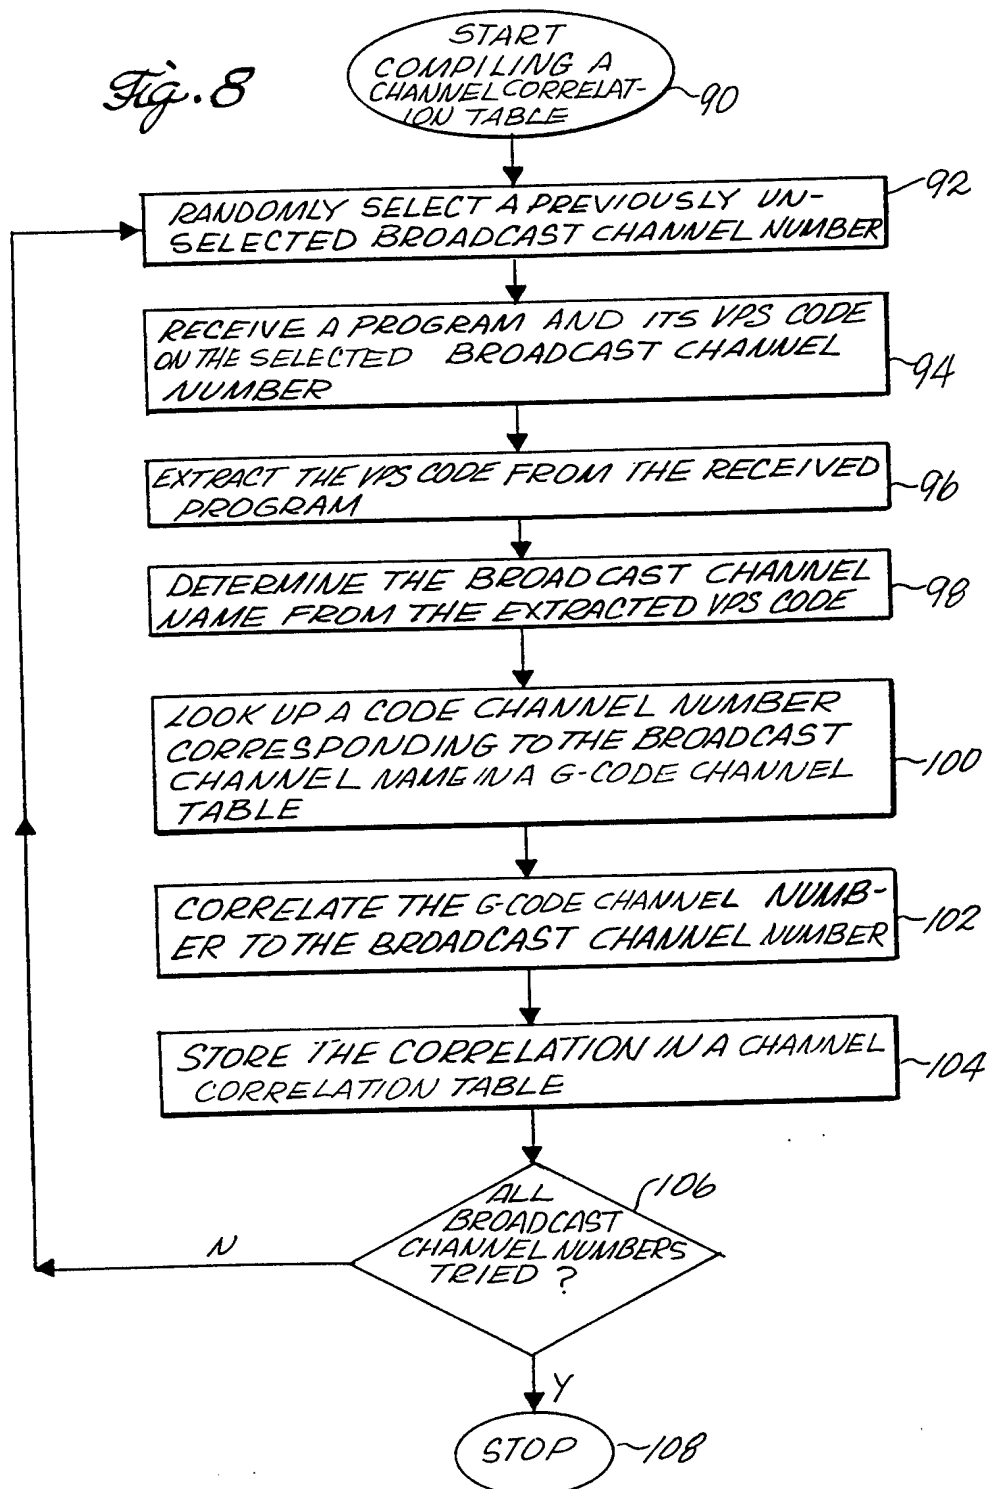 Fig. 8
START
COMPILING A
CHANNEL CORRELAT-
ION TABLE
90
RANDOMLY SELECT A PREVIOUSLY UN-
SELECTED BROADCAST CHANNEL NUMBER
92
RECEIVE A PROGRAM AND ITS VPS CODE
ON THE SELECTED BROADCAST CHANNEL
NUMBER
94
EXTRACT THE VPS CODE FROM THE RECEIVED
PROGRAM
96
DETERMINE THE BROADCAST CHANNEL
NAME FROM THE EXTRACTED VPS CODE
98
LOOK UP A CODE CHANNEL NUMBER
CORRESPONDING TO THE BROADCAST
CHANNEL NAME IN A G-CODE CHANNEL
TABLE
100
CORRELATE THE G-CODE CHANNEL NUMB-
ER TO THE BROADCAST CHANNEL NUMBER
102
STORE THE CORRELATION IN A CHANNEL
CORRELATION TABLE
104
ALL
BROADCAST
CHANNEL NUMBERS
TRIED ?
106
N
Y
STOP
108